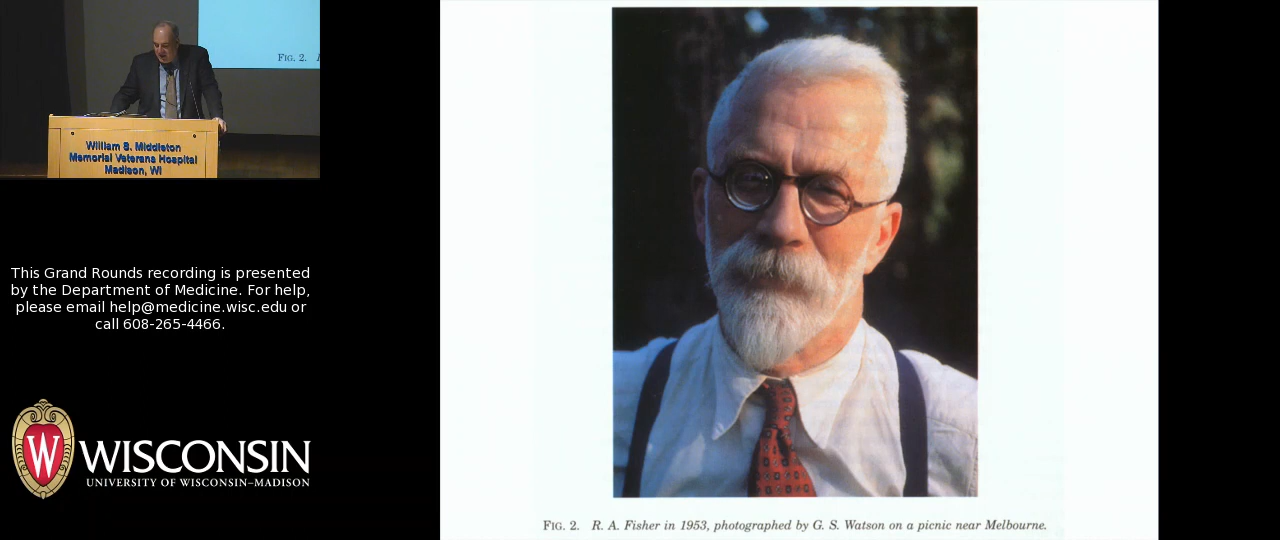 FIG. 2.
William S. Middleton
Memorial Veterans Hospital
Madison, WI
This Grand Rounds recording is presented
by the Department of Medicine. For help,
please email help@medicine.wisc.edu or
call 608-265-4466.
W WISCONSIN
UNIVERSITY OF WISCONSIN–MADISON
FIG. 2. R. A. Fisher in 1953, photographed by G. S. Watson on a picnic near Melbourne.